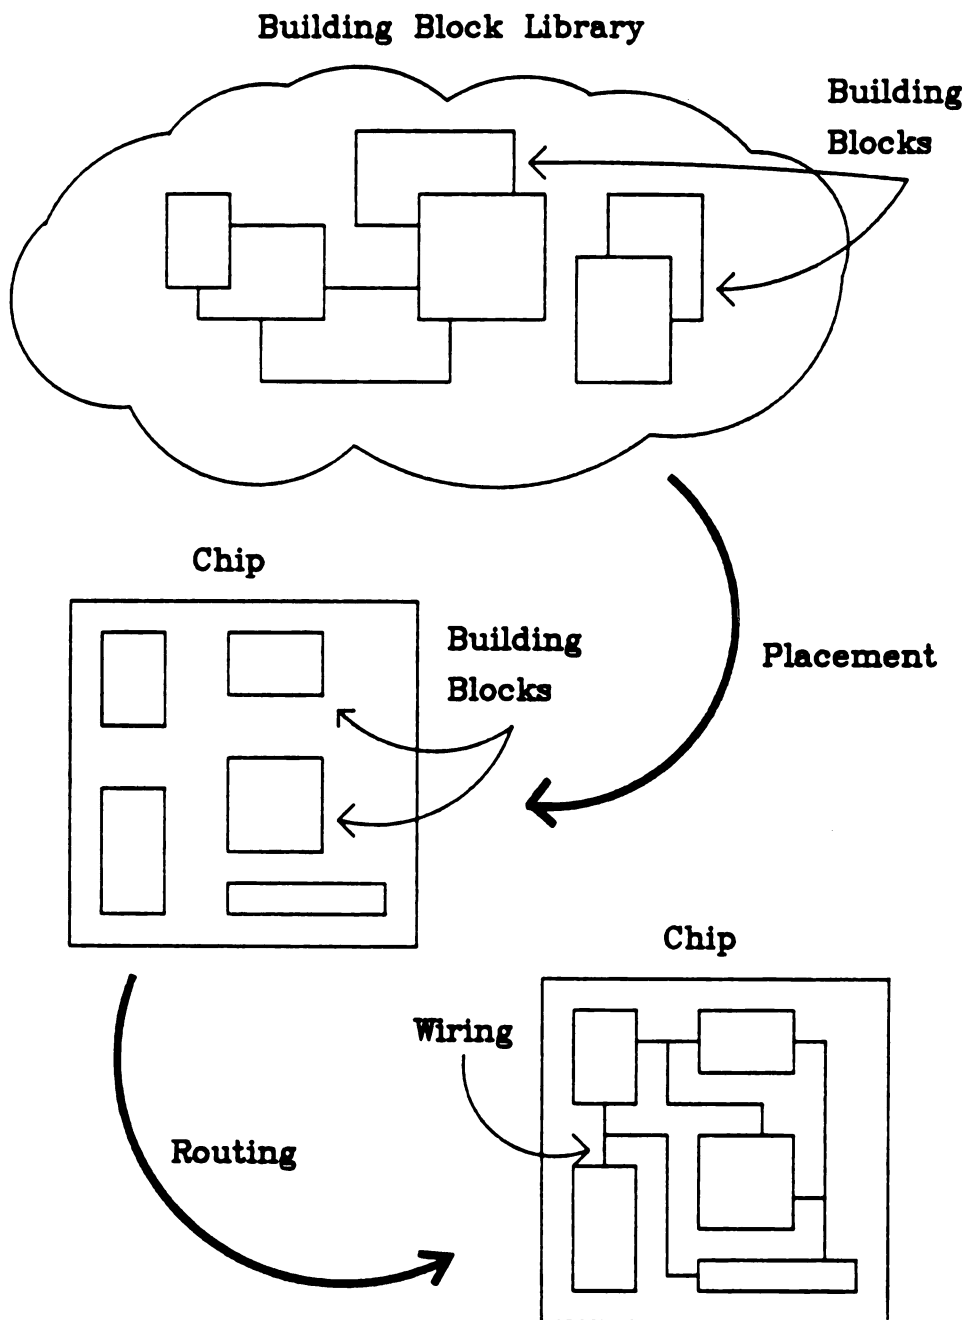 Building Block Library
Building
Blocks
Chip
Building
Blocks
Placement
Chip
Wiring
Routing